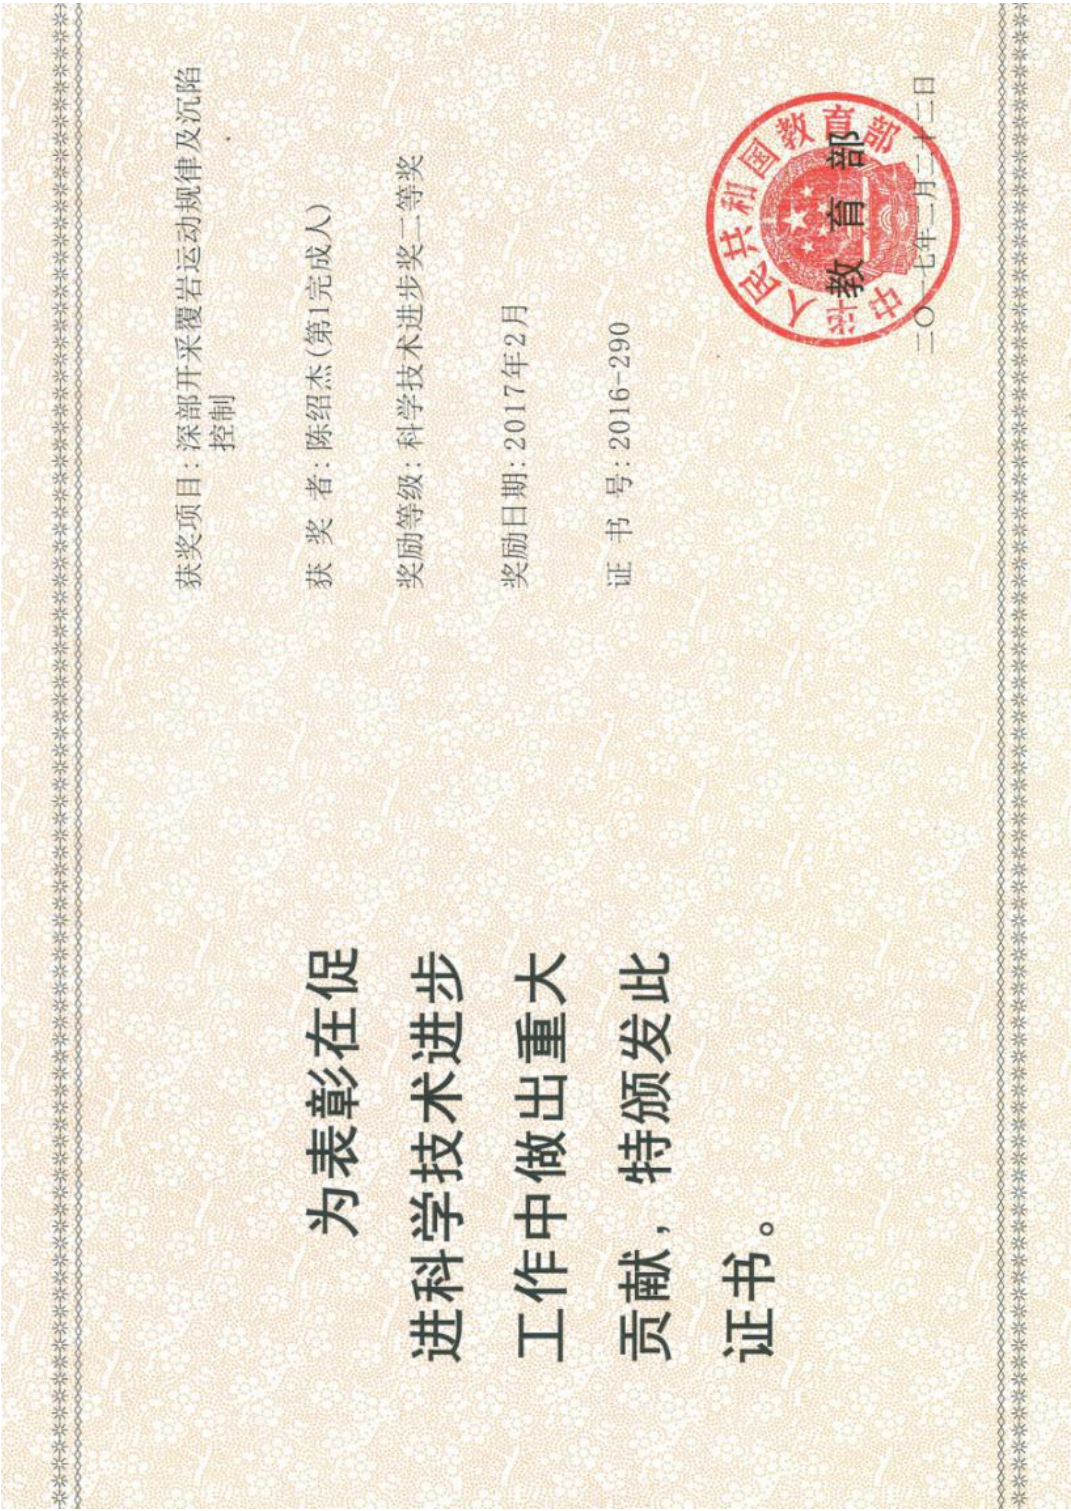 为表彰在促
进科学技术进步
工作中做出重大
贡献，特颁发此
证书。
获奖项目:深部开采覆岩运动规律及沉陷
控制
获 奖 者:陈绍杰(第1完成人)
奖励等级:科学技术进步奖二等奖
奖励日期:2017年2月
证 书 号:2016-290
中华人民共和国教育部
教育部
二〇一七年二月二十二日